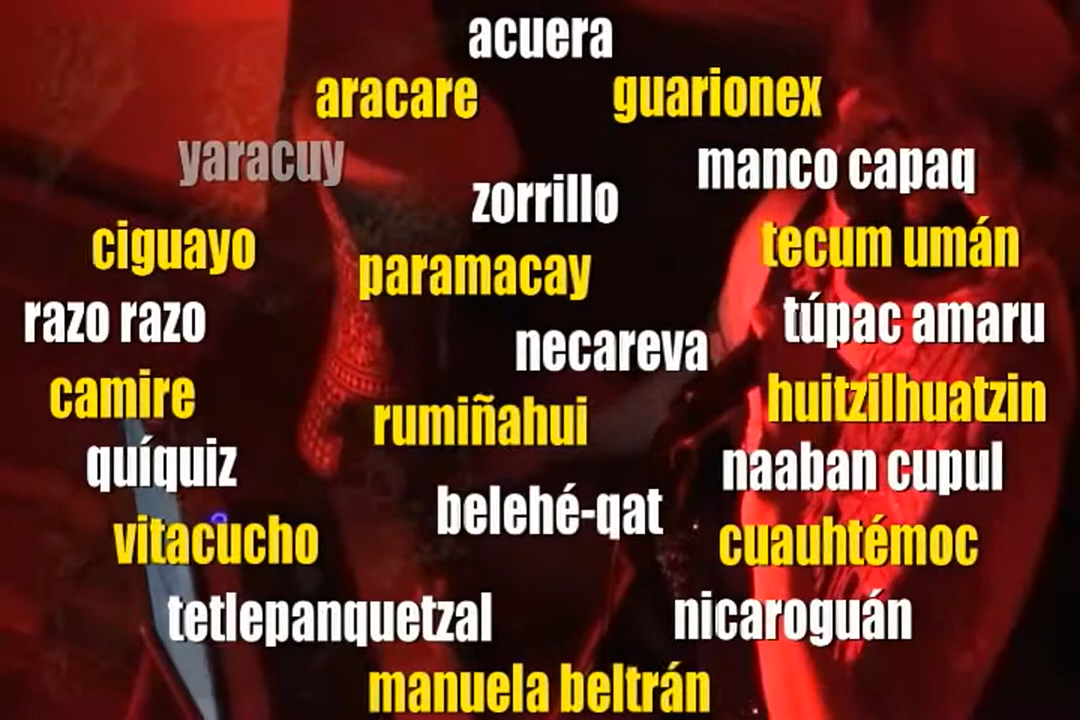 acuera
aracare
guarionex
yaracuy
manco capaq
zorrillo
ciguayo
tecum umán
paramacay
razo razo
túpac amaru
necareva
camire
huitzilhuatzin
rumiñahui
quíquiz
naaban cupul
belehé-qat
vitacucho
cuauhtémoc
tetlepanquetzal
nicaroguán
manuela beltrán